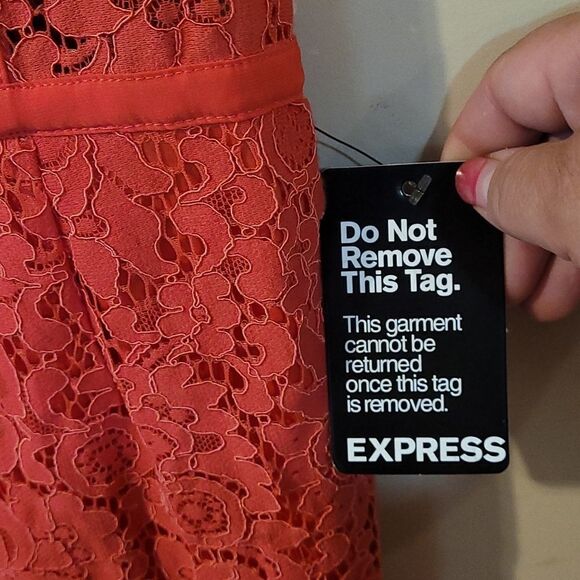 Do Not
Remove
This Tag.
This garment
cannot be
returned
once this tag
is removed.
EXPRESS